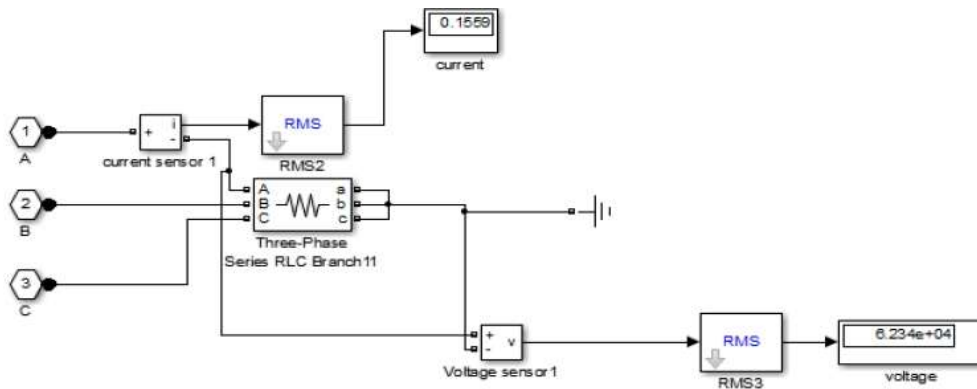 0.1559
current
1
A
+
i
-
current sensor 1
RMS
RMS2
2
B
A
B
C
a
b
c
Three-Phase
Series RLC Branch11
3
C
+
-
v
Voltage sensor1
RMS
RMS3
6.234e+04
voltage